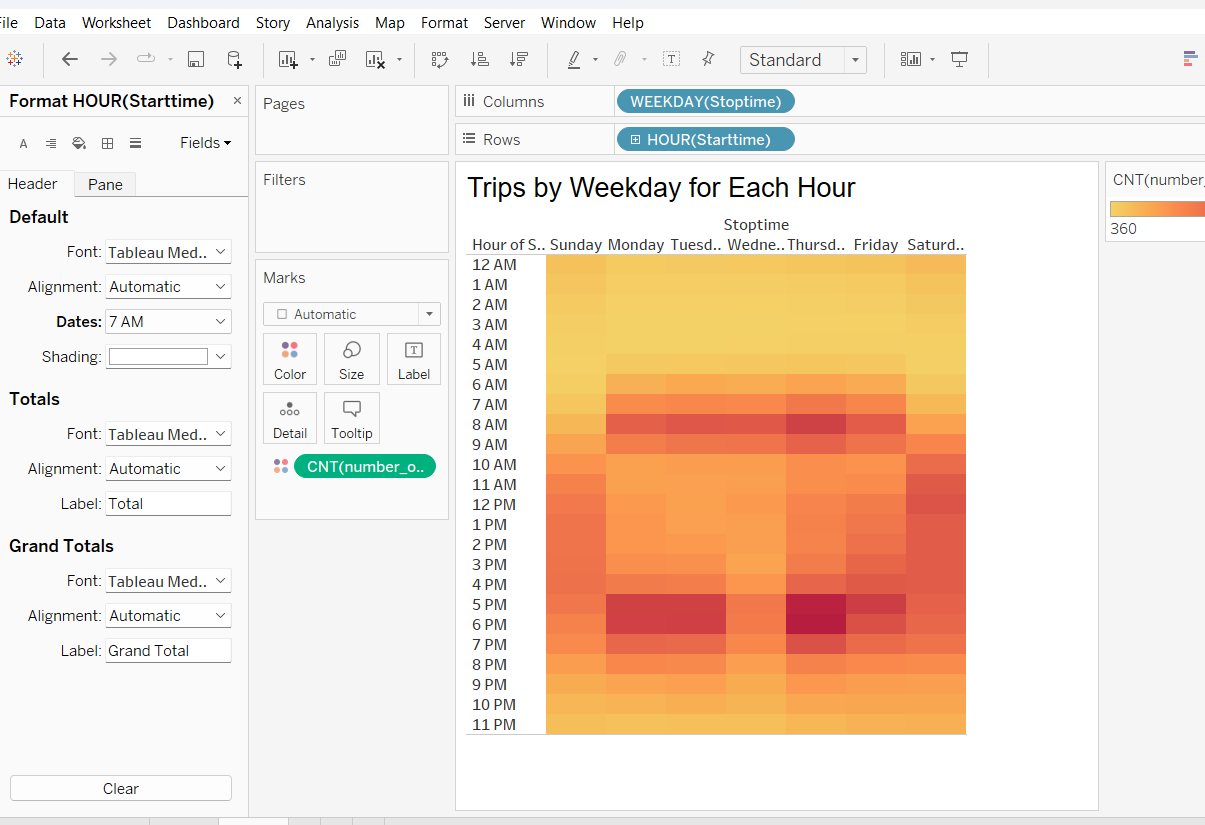 File Data Worksheet Dashboard Story Analysis Map Format Server Window Help
Standard
Format HOUR(Starttime)
Fields
Header Pane
Default
Font: Tableau Med..
Alignment: Automatic
Dates: 7 AM
Shading:
Totals
Font: Tableau Med..
Alignment: Automatic
Label: Total
Grand Totals
Font: Tableau Med..
Alignment: Automatic
Label: Grand Total
Clear
Pages
Filters
Marks
Automatic
Color Size Label
Detail Tooltip
CNT(number_o..
Columns WEEKDAY(Stoptime)
Rows HOUR(Starttime)
Trips by Weekday for Each Hour
Stoptime
Hour of S.. Sunday Monday Tuesd.. Wedne.. Thursd.. Friday Saturd..
12 AM
1 AM
2 AM
3 AM
4 AM
5 AM
6 AM
7 AM
8 AM
9 AM
10 AM
11 AM
12 PM
1 PM
2 PM
3 PM
4 PM
5 PM
6 PM
7 PM
8 PM
9 PM
10 PM
11 PM
CNT(number_
360